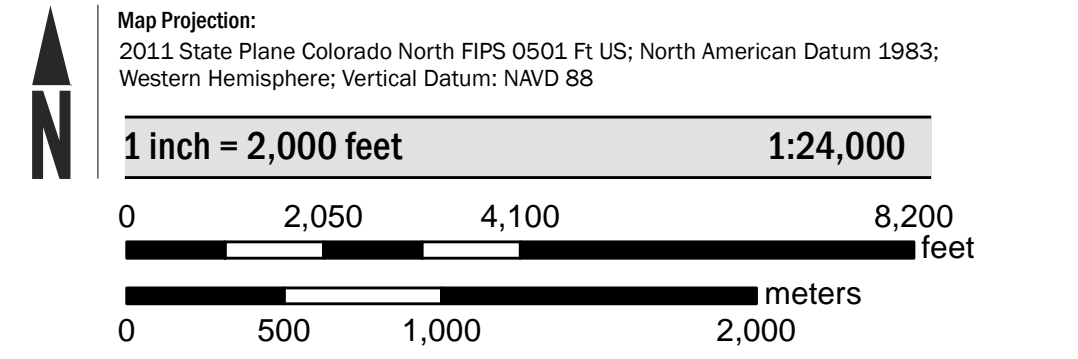 Map Projection:
2011 State Plane Colorado North FIPS 0501 Ft US; North American Datum 1983;
Western Hemisphere; Vertical Datum: NAVD 88
N
1 inch = 2,000 feet 1:24,000
0 2,050 4,100 8,200
feet
meters
0 500 1,000 2,000